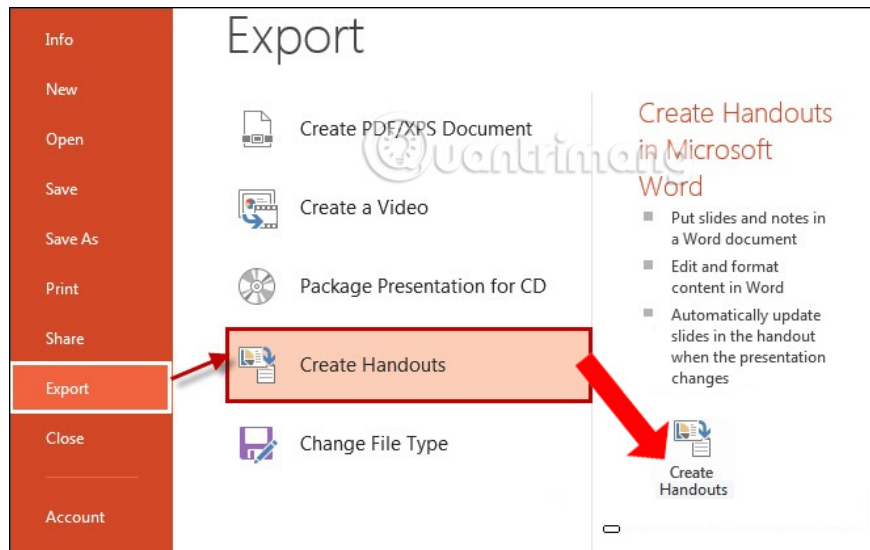 Info
New
Open
Save
Save As
Print
Share
Export
Close
Account
Export
Create PDF/XPS Document
Create a Video
Package Presentation for CD
Create Handouts
Change File Type
Quantrimang
Create Handouts
in Microsoft
Word
Put slides and notes in
a Word document
Edit and format
content in Word
Automatically update
slides in the handout
when the presentation
changes
Create
Handouts